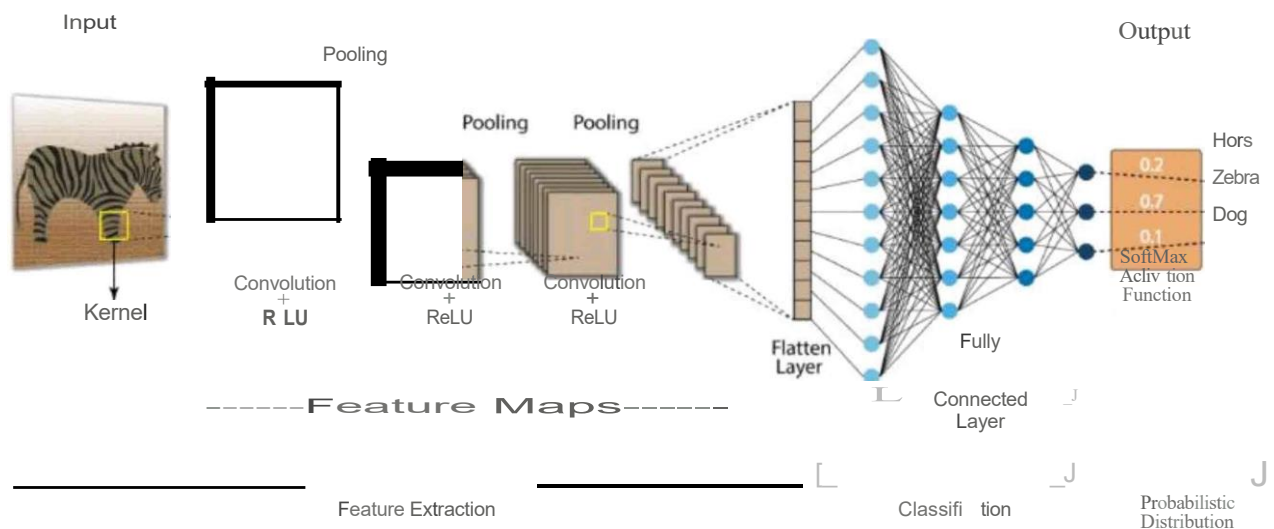 Input
Output
Pooling
Pooling
Pooling
Hors
0.2
Zebra
0.7
Dog
0.1
SoftMax
Acliv tion
Function
Kernel
Convolution
+
R LU
Convolution
+
ReLU
Convolution
+
ReLU
Flatten
Layer
Fully
Connected
Layer
------Feature Maps------
Feature Extraction
Classifi tion
Probabilistic
Distribution